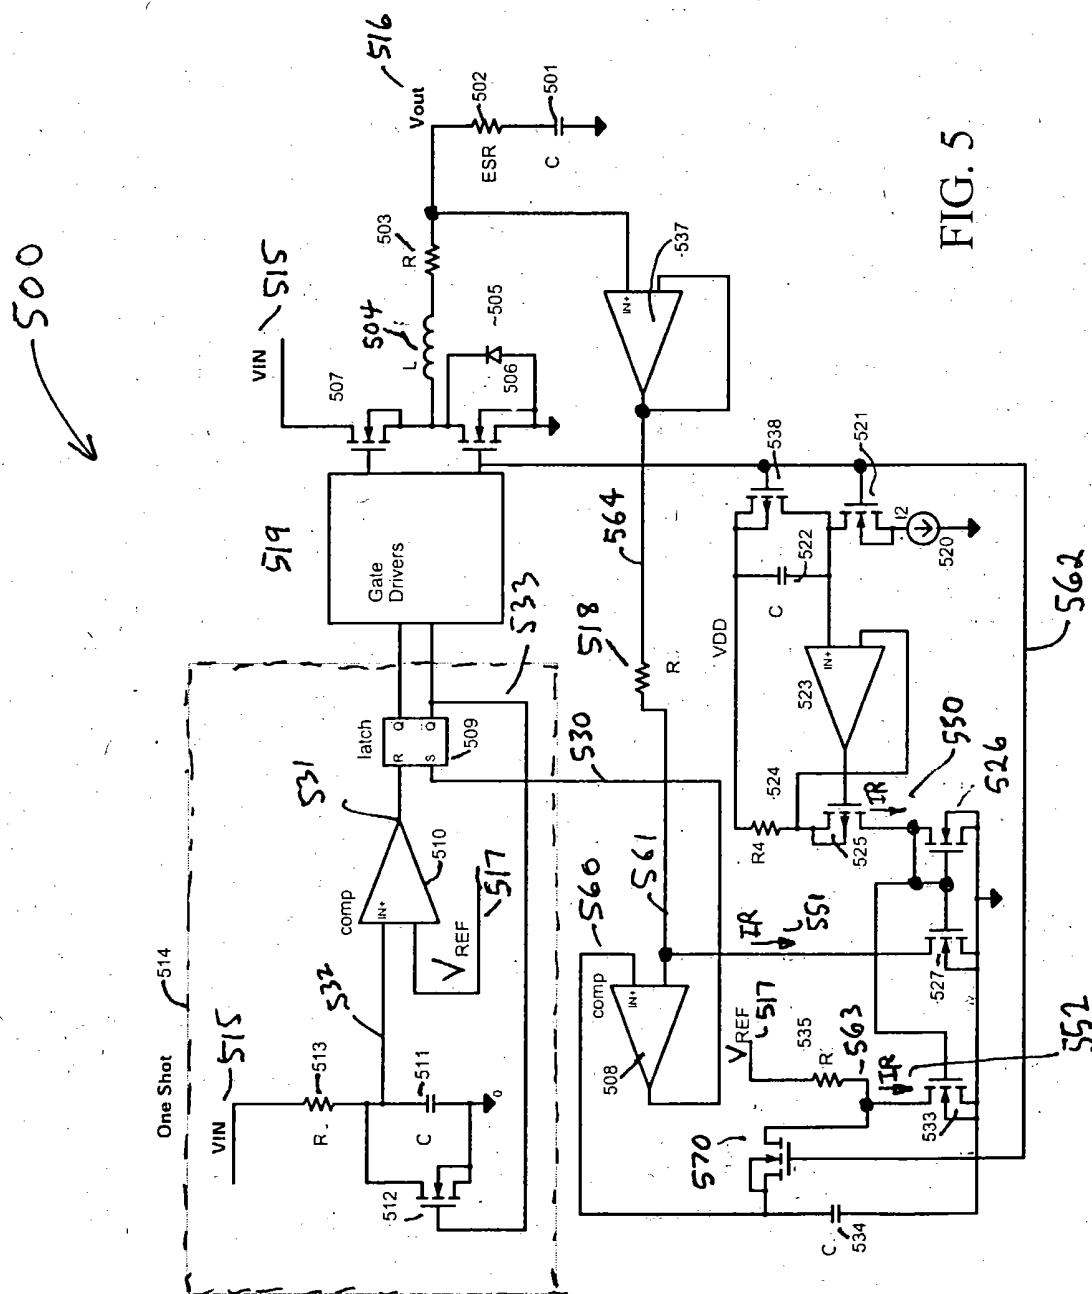 500
VIN
515
507
519
Gate
Drivers
504
L
505
506
R
503
Vout
516
502
ESR
501
C
One Shot
514
VIN
515
R
513
532
C
511
512
0
comp
IN+
510
531
VREF
517
latch
R
Q
S
Q
509
533
530
518
R
564
IN+
537
538
521
I2
520
522
C
VDD
IN+
523
562
R4
524
525
IR
550
526
560
561
IR
551
comp
IN+
508
527
VREF
517
535
R
563
IR
552
533
570
C
534
FIG. 5